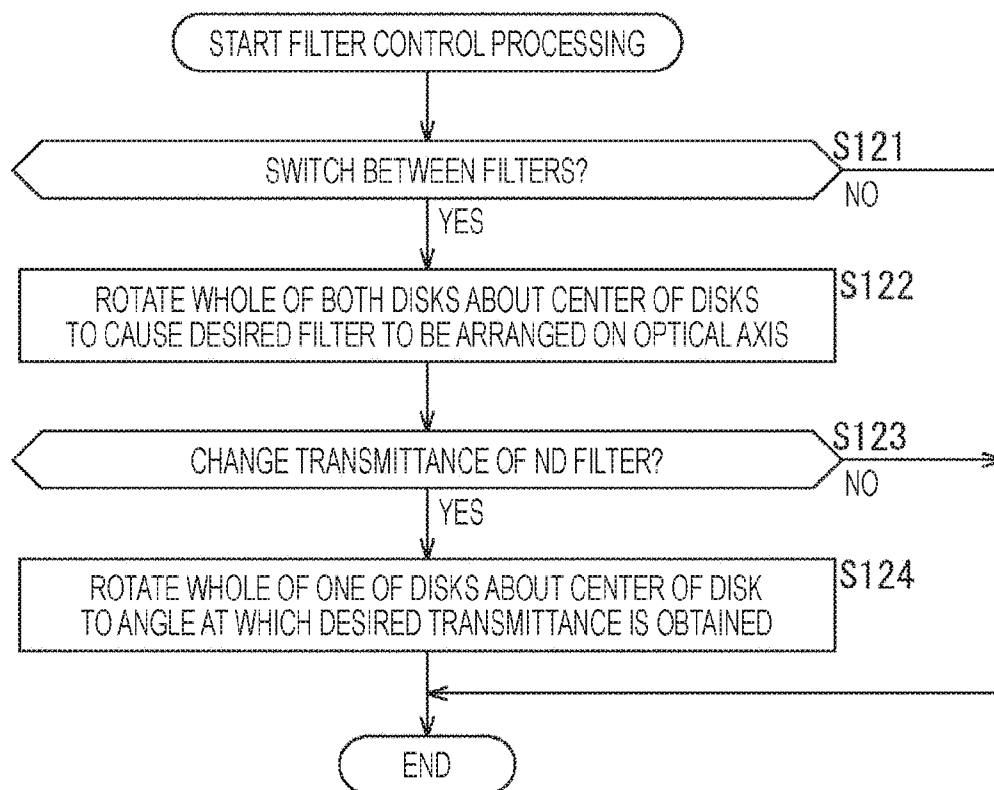 START FILTER CONTROL PROCESSING
S121
SWITCH BETWEEN FILTERS?
NO
YES
S122
ROTATE WHOLE OF BOTH DISKS ABOUT CENTER OF DISKS
TO CAUSE DESIRED FILTER TO BE ARRANGED ON OPTICAL AXIS
S123
CHANGE TRANSMITTANCE OF ND FILTER?
NO
YES
S124
ROTATE WHOLE OF ONE OF DISKS ABOUT CENTER OF DISK
TO ANGLE AT WHICH DESIRED TRANSMITTANCE IS OBTAINED
END